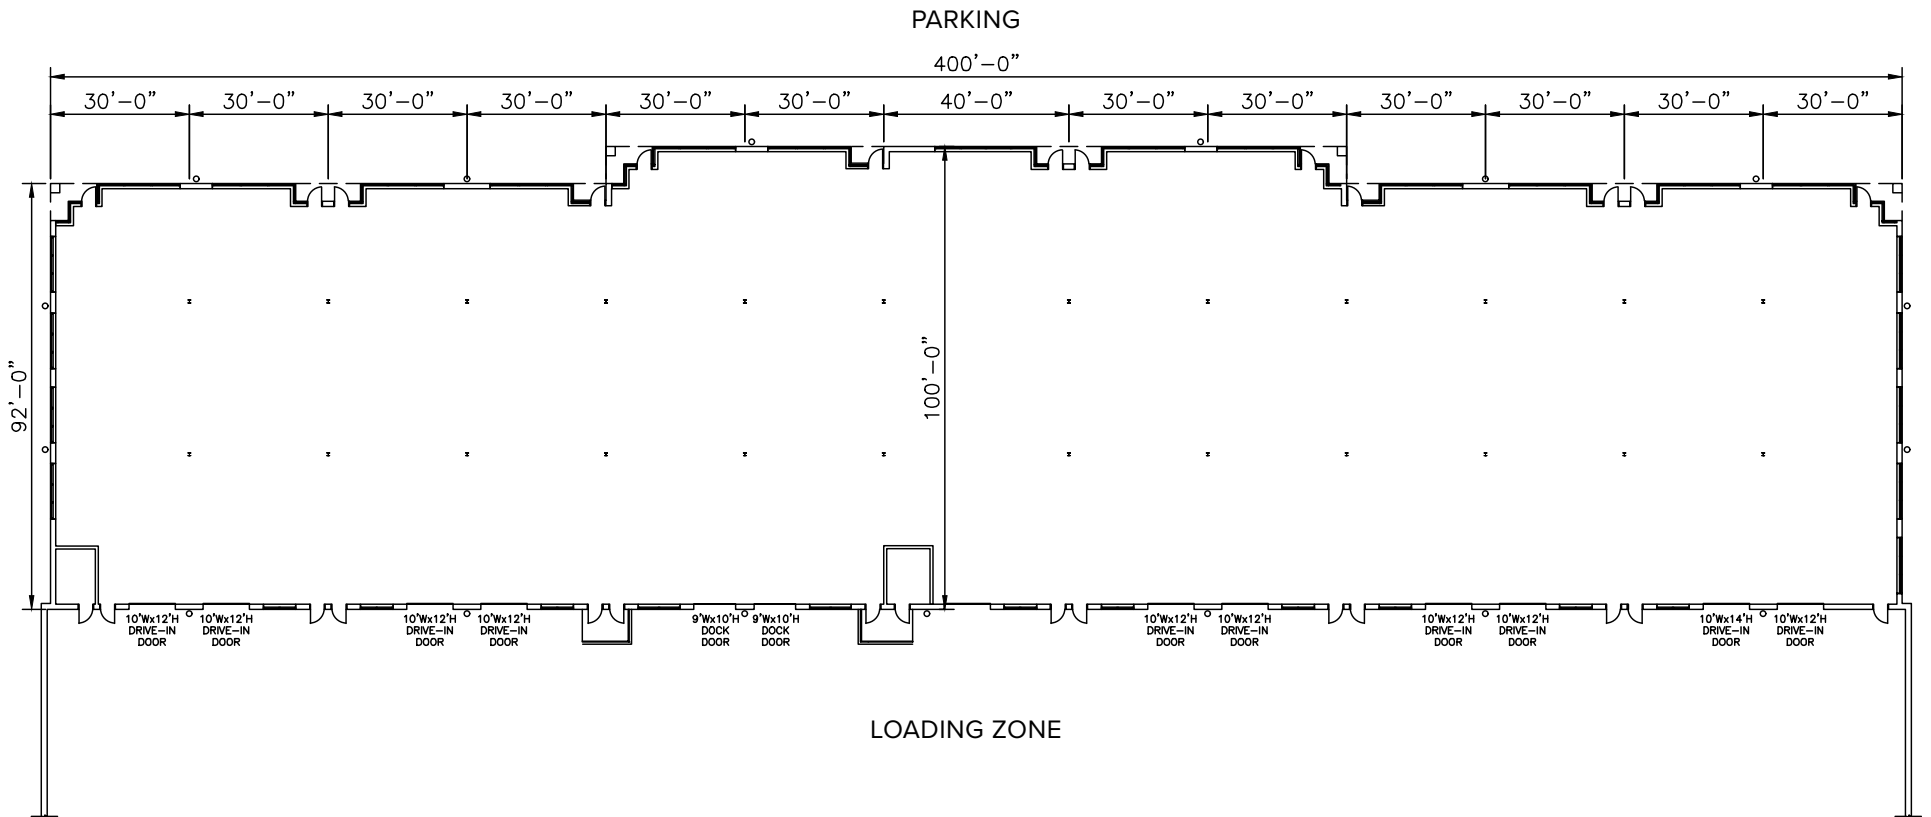 PARKING
400'-0"
30'-0" 30'-0" 30'-0" 30'-0" 30'-0" 30'-0" 40'-0" 30'-0" 30'-0" 30'-0" 30'-0" 30'-0" 30'-0"
92'-0"
100'-0"
10'Wx12'H 10'Wx12'H 10'Wx12'H 10'Wx12'H 9'Wx10'H 9'Wx10'H 10'Wx12'H 10'Wx12'H 10'Wx12'H 10'Wx12'H 10'Wx14'H 10'Wx12'H
DRIVE-IN DRIVE-IN DRIVE-IN DRIVE-IN DOCK DOCK DRIVE-IN DRIVE-IN DRIVE-IN DRIVE-IN DRIVE-IN DRIVE-IN
DOOR DOOR DOOR DOOR DOOR DOOR DOOR DOOR DOOR DOOR DOOR DOOR
LOADING ZONE